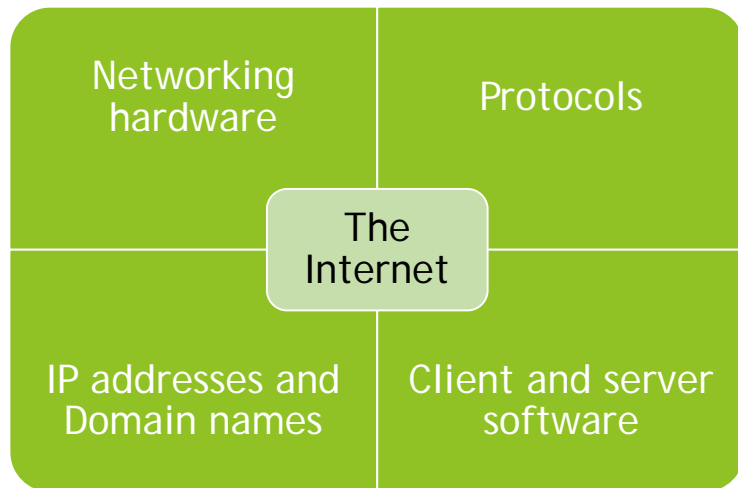 Networking
hardware
Protocols
The
Internet
IP addresses and
Domain names
Client and server
software